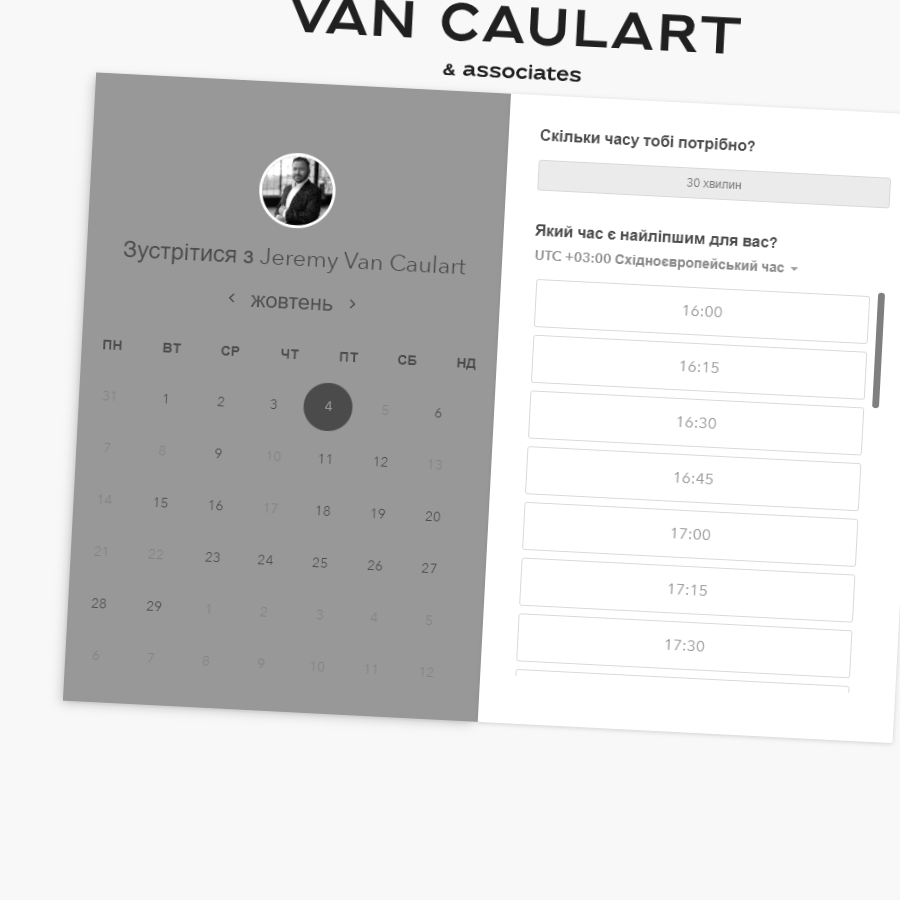 VAN CAULART
& associates
Зустрітися з Jeremy Van Caulart
‹ жовтень ›
ПН ВТ СР ЧТ ПТ СБ НД
31 1 2 3 4 5 6
7 8 9 10 11 12 13
14 15 16 17 18 19 20
21 22 23 24 25 26 27
28 29 1 2 3 4 5
6 7 8 9 10 11 12
Скільки часу тобі потрібно?
30 хвилин
Який час є найліпшим для вас?
UTC +03:00 Східноєвропейський час
16:00
16:15
16:30
16:45
17:00
17:15
17:30